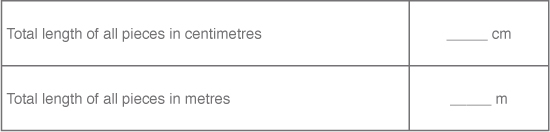 Total length of all pieces in centimetres _____ cm
Total length of all pieces in metres _____ m